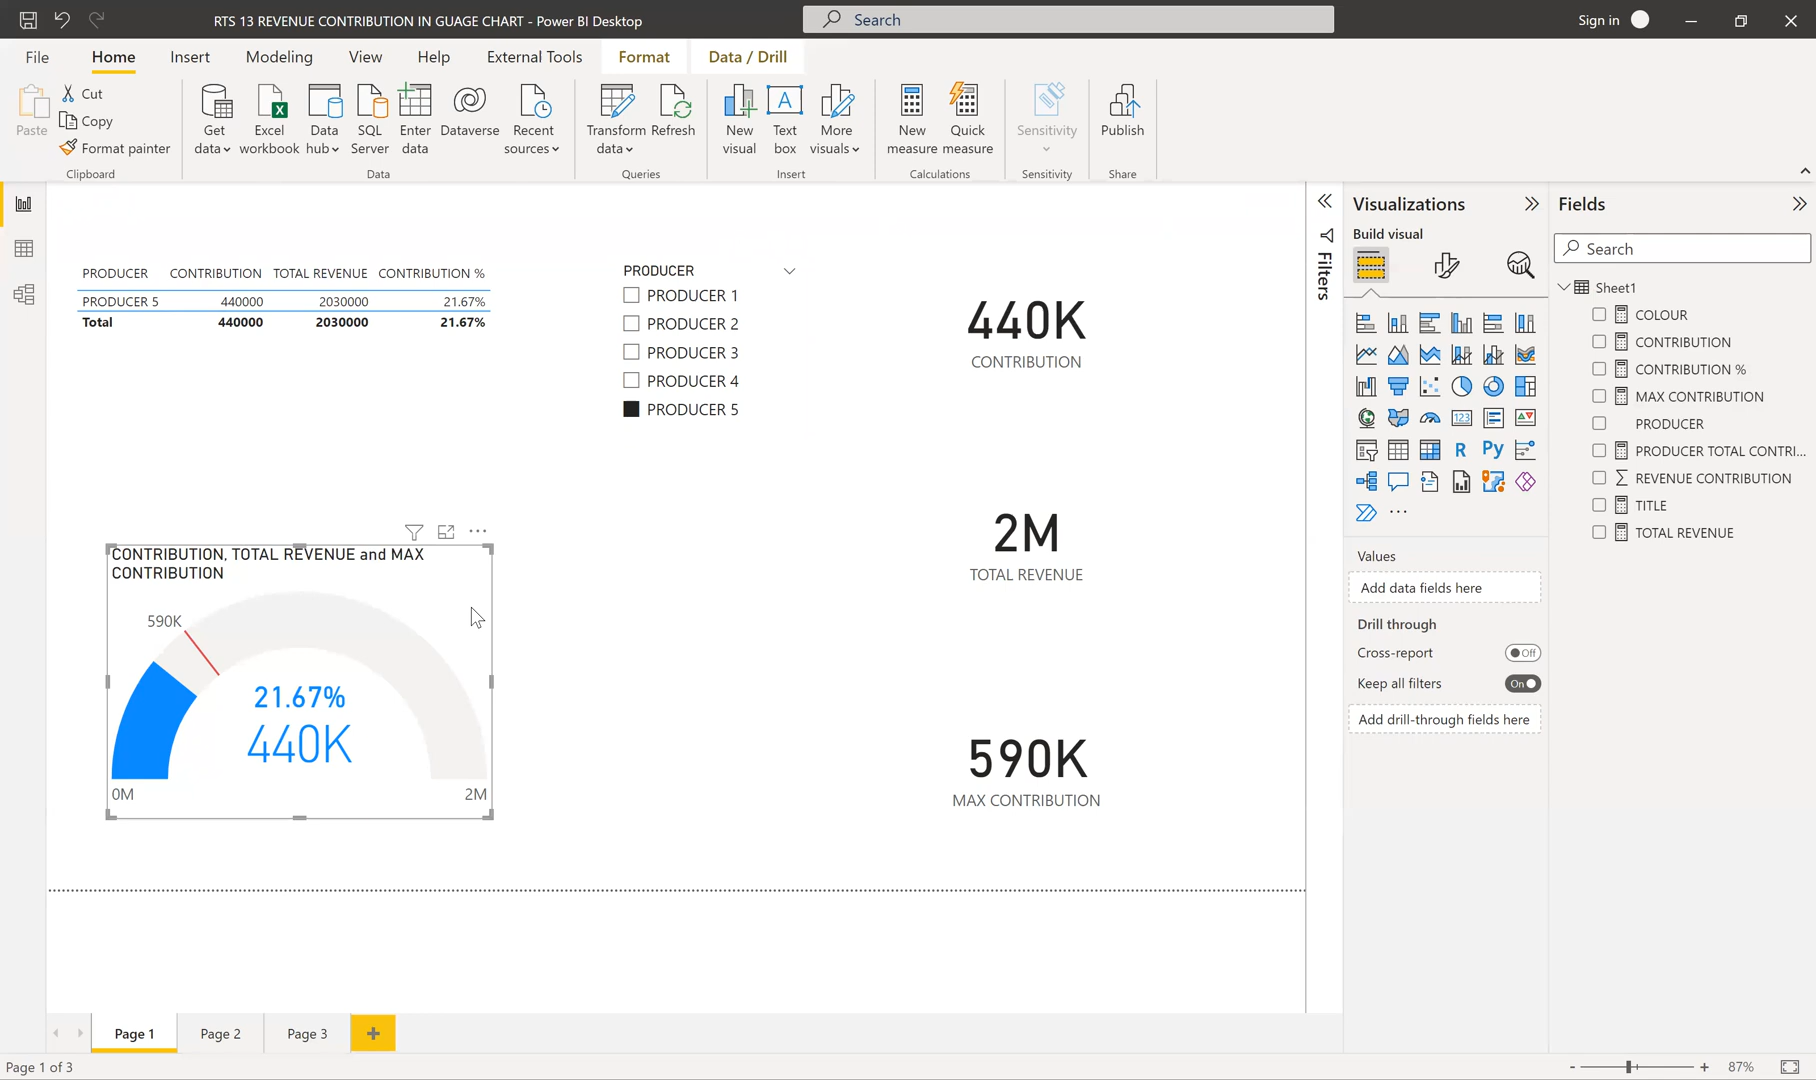 RTS 13 REVENUE CONTRIBUTION IN GUAGE CHART - Power BI Desktop
Search
Sign in
File Home Insert Modeling View Help External Tools Format Data / Drill
Paste
Cut
Copy
Format painter
Clipboard
Get data
Excel workbook
Data hub
SQL Server
Enter data
Dataverse
Recent sources
Data
Transform data
Refresh
Queries
New visual
Text box
More visuals
Insert
New measure
Quick measure
Calculations
Sensitivity
Sensitivity
Publish
Share
PRODUCER CONTRIBUTION TOTAL REVENUE CONTRIBUTION %
PRODUCER 5 440000 2030000 21.67%
Total 440000 2030000 21.67%
PRODUCER
PRODUCER 1
PRODUCER 2
PRODUCER 3
PRODUCER 4
PRODUCER 5
440K
CONTRIBUTION
2M
TOTAL REVENUE
590K
MAX CONTRIBUTION
CONTRIBUTION, TOTAL REVENUE and MAX
CONTRIBUTION
590K
21.67%
440K
0M 2M
Filters
Visualizations
Build visual
123
R
Py
Values
Add data fields here
Drill through
Cross-report Off
Keep all filters On
Add drill-through fields here
Fields
Search
Sheet1
COLOUR
CONTRIBUTION
CONTRIBUTION %
MAX CONTRIBUTION
PRODUCER
PRODUCER TOTAL CONTRI...
REVENUE CONTRIBUTION
TITLE
TOTAL REVENUE
Page 1 Page 2 Page 3
Page 1 of 3
87%